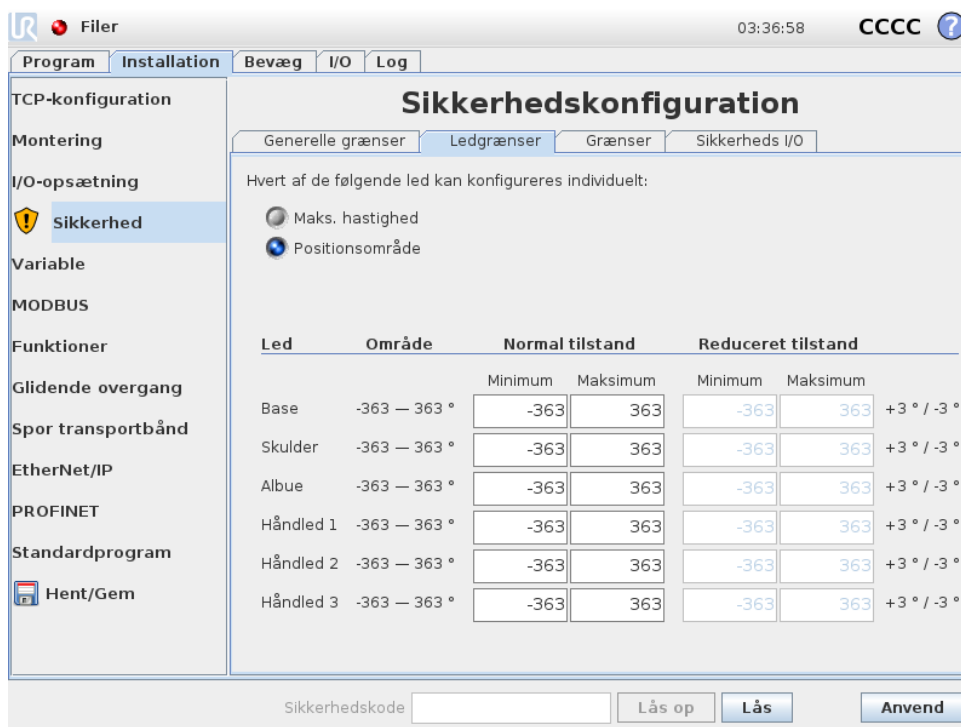 UR Filer 03:36:58 CCCC ?
Program Installation Bevæg I/O Log
TCP-konfiguration
Montering
I/O-opsætning
Sikkerhed
Variable
MODBUS
Funktioner
Glidende overgang
Spor transportbånd
EtherNet/IP
PROFINET
Standardprogram
Hent/Gem
Sikkerhedskonfiguration
Generelle grænser Ledgrænser Grænser Sikkerheds I/O
Hvert af de følgende led kan konfigureres individuelt:
Maks. hastighed
Positionsområde
Led Område Normal tilstand Reduceret tilstand
Minimum Maksimum Minimum Maksimum
Base -363 — 363 ° -363 363 -363 363 +3 ° / -3 °
Skulder -363 — 363 ° -363 363 -363 363 +3 ° / -3 °
Albue -363 — 363 ° -363 363 -363 363 +3 ° / -3 °
Håndled 1 -363 — 363 ° -363 363 -363 363 +3 ° / -3 °
Håndled 2 -363 — 363 ° -363 363 -363 363 +3 ° / -3 °
Håndled 3 -363 — 363 ° -363 363 -363 363 +3 ° / -3 °
Sikkerhedskode Lås op Lås Anvend